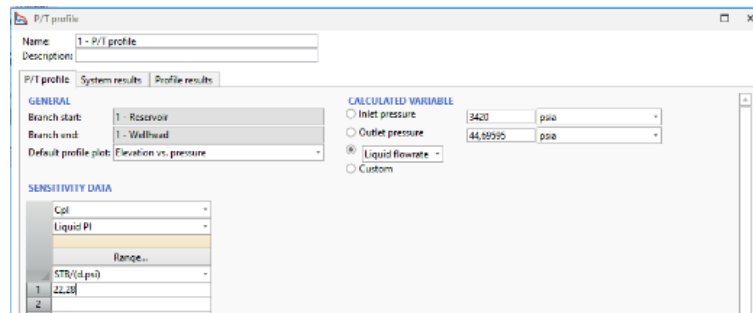 P/T profile
Name: 1 - P/T profile
Description:
P/T profile System results Profile results
GENERAL
Branch start: 1 - Reservoir
Branch end: 1 - Wellhead
Default profile plot: Elevation vs. pressure
CALCULATED VARIABLE
Inlet pressure 3420 psia
Outlet pressure 44,69595 psia
Liquid flowrate
Custom
SENSITIVITY DATA
Cpl
Liquid PI
Range...
STB/(d.psi)
1 22,28
2